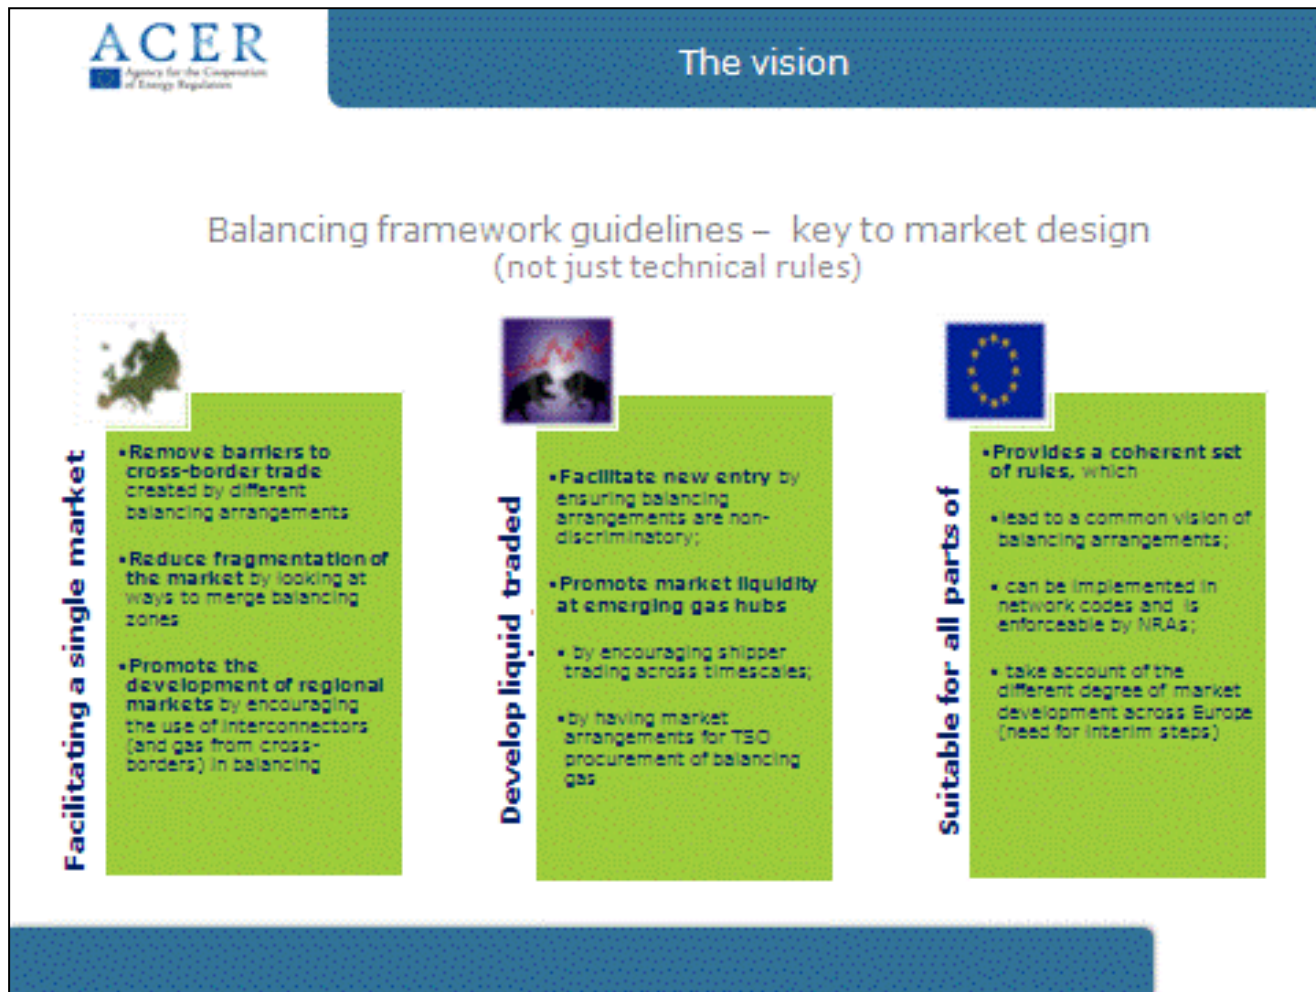 ACER
Agency for the Cooperation
of Energy Regulators
The vision
Balancing framework guidelines – key to market design
(not just technical rules)
Facilitating a single market
▪Remove barriers to
cross-border trade
created by different
balancing arrangements
▪Reduce fragmentation of
the market by looking at
ways to merge balancing
zones
▪Promote the
development of regional
markets by encouraging
the use of interconnectors
(and gas from cross-
borders) in balancing
Develop liquid traded
▪Facilitate new entry by
ensuring balancing
arrangements are non-
discriminatory;
▪Promote market liquidity
at emerging gas hubs
▪ by encouraging shipper
trading across timescales;
▪by having market
arrangements for TSO
procurement of balancing
gas
Suitable for all parts of
▪Provides a coherent set
of rules, which
▪lead to a common vision of
balancing arrangements;
▪ can be implemented in
network codes and is
enforceable by NRAs;
▪ take account of the
different degree of market
development across Europe
(need for interim steps)